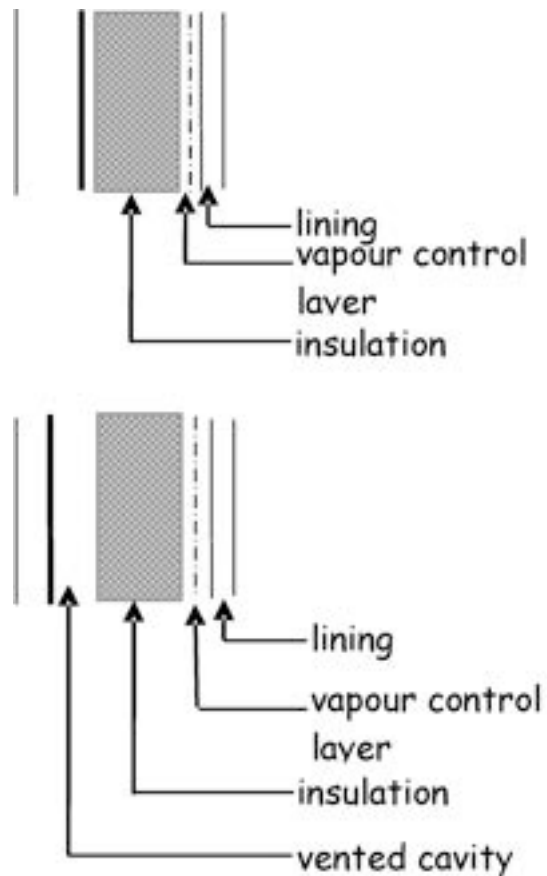 lining
vapour control
laver
insulation
lining
vapour control
laver
insulation
vented cavity